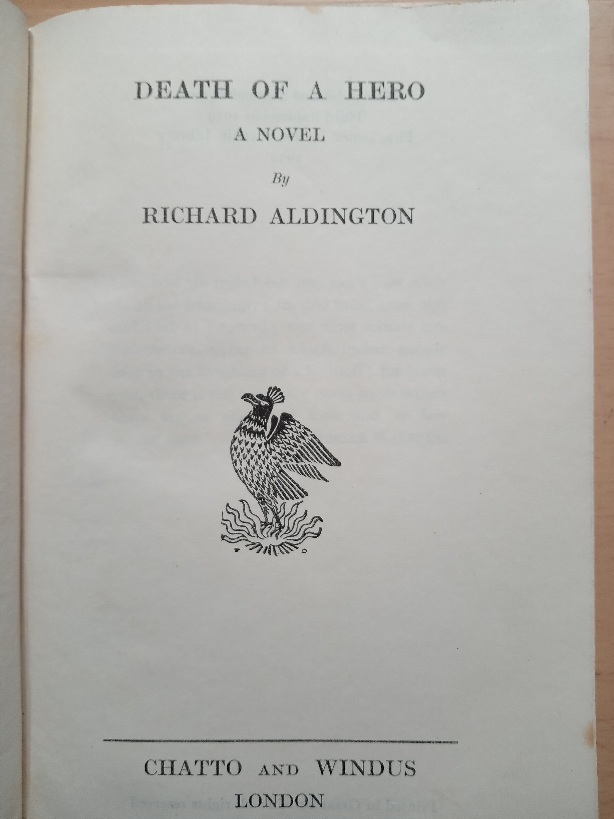 DEATH OF A HERO
A NOVEL
By
RICHARD ALDINGTON
CHATTO AND WINDUS
LONDON